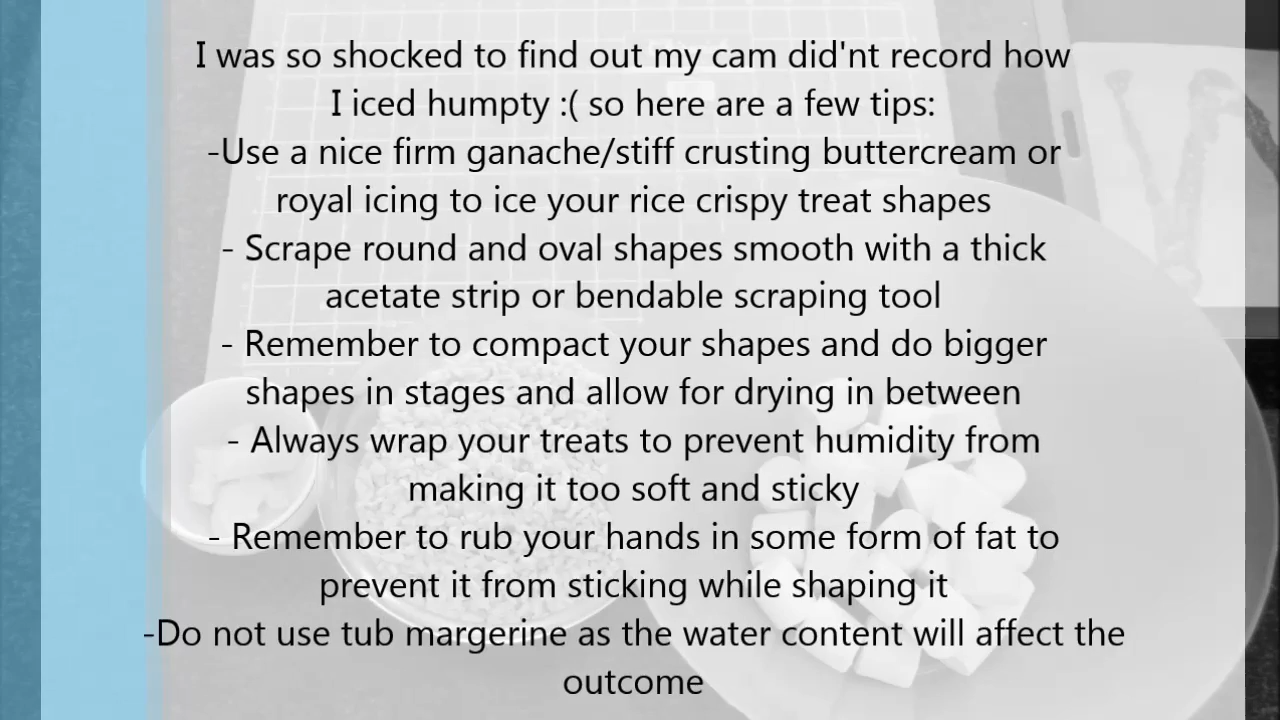 I was so shocked to find out my cam did'nt record how
I iced humpty :( so here are a few tips:
-Use a nice firm ganache/stiff crusting buttercream or
royal icing to ice your rice crispy treat shapes
- Scrape round and oval shapes smooth with a thick
acetate strip or bendable scraping tool
- Remember to compact your shapes and do bigger
shapes in stages and allow for drying in between
- Always wrap your treats to prevent humidity from
making it too soft and sticky
- Remember to rub your hands in some form of fat to
prevent it from sticking while shaping it
-Do not use tub margerine as the water content will affect the
outcome